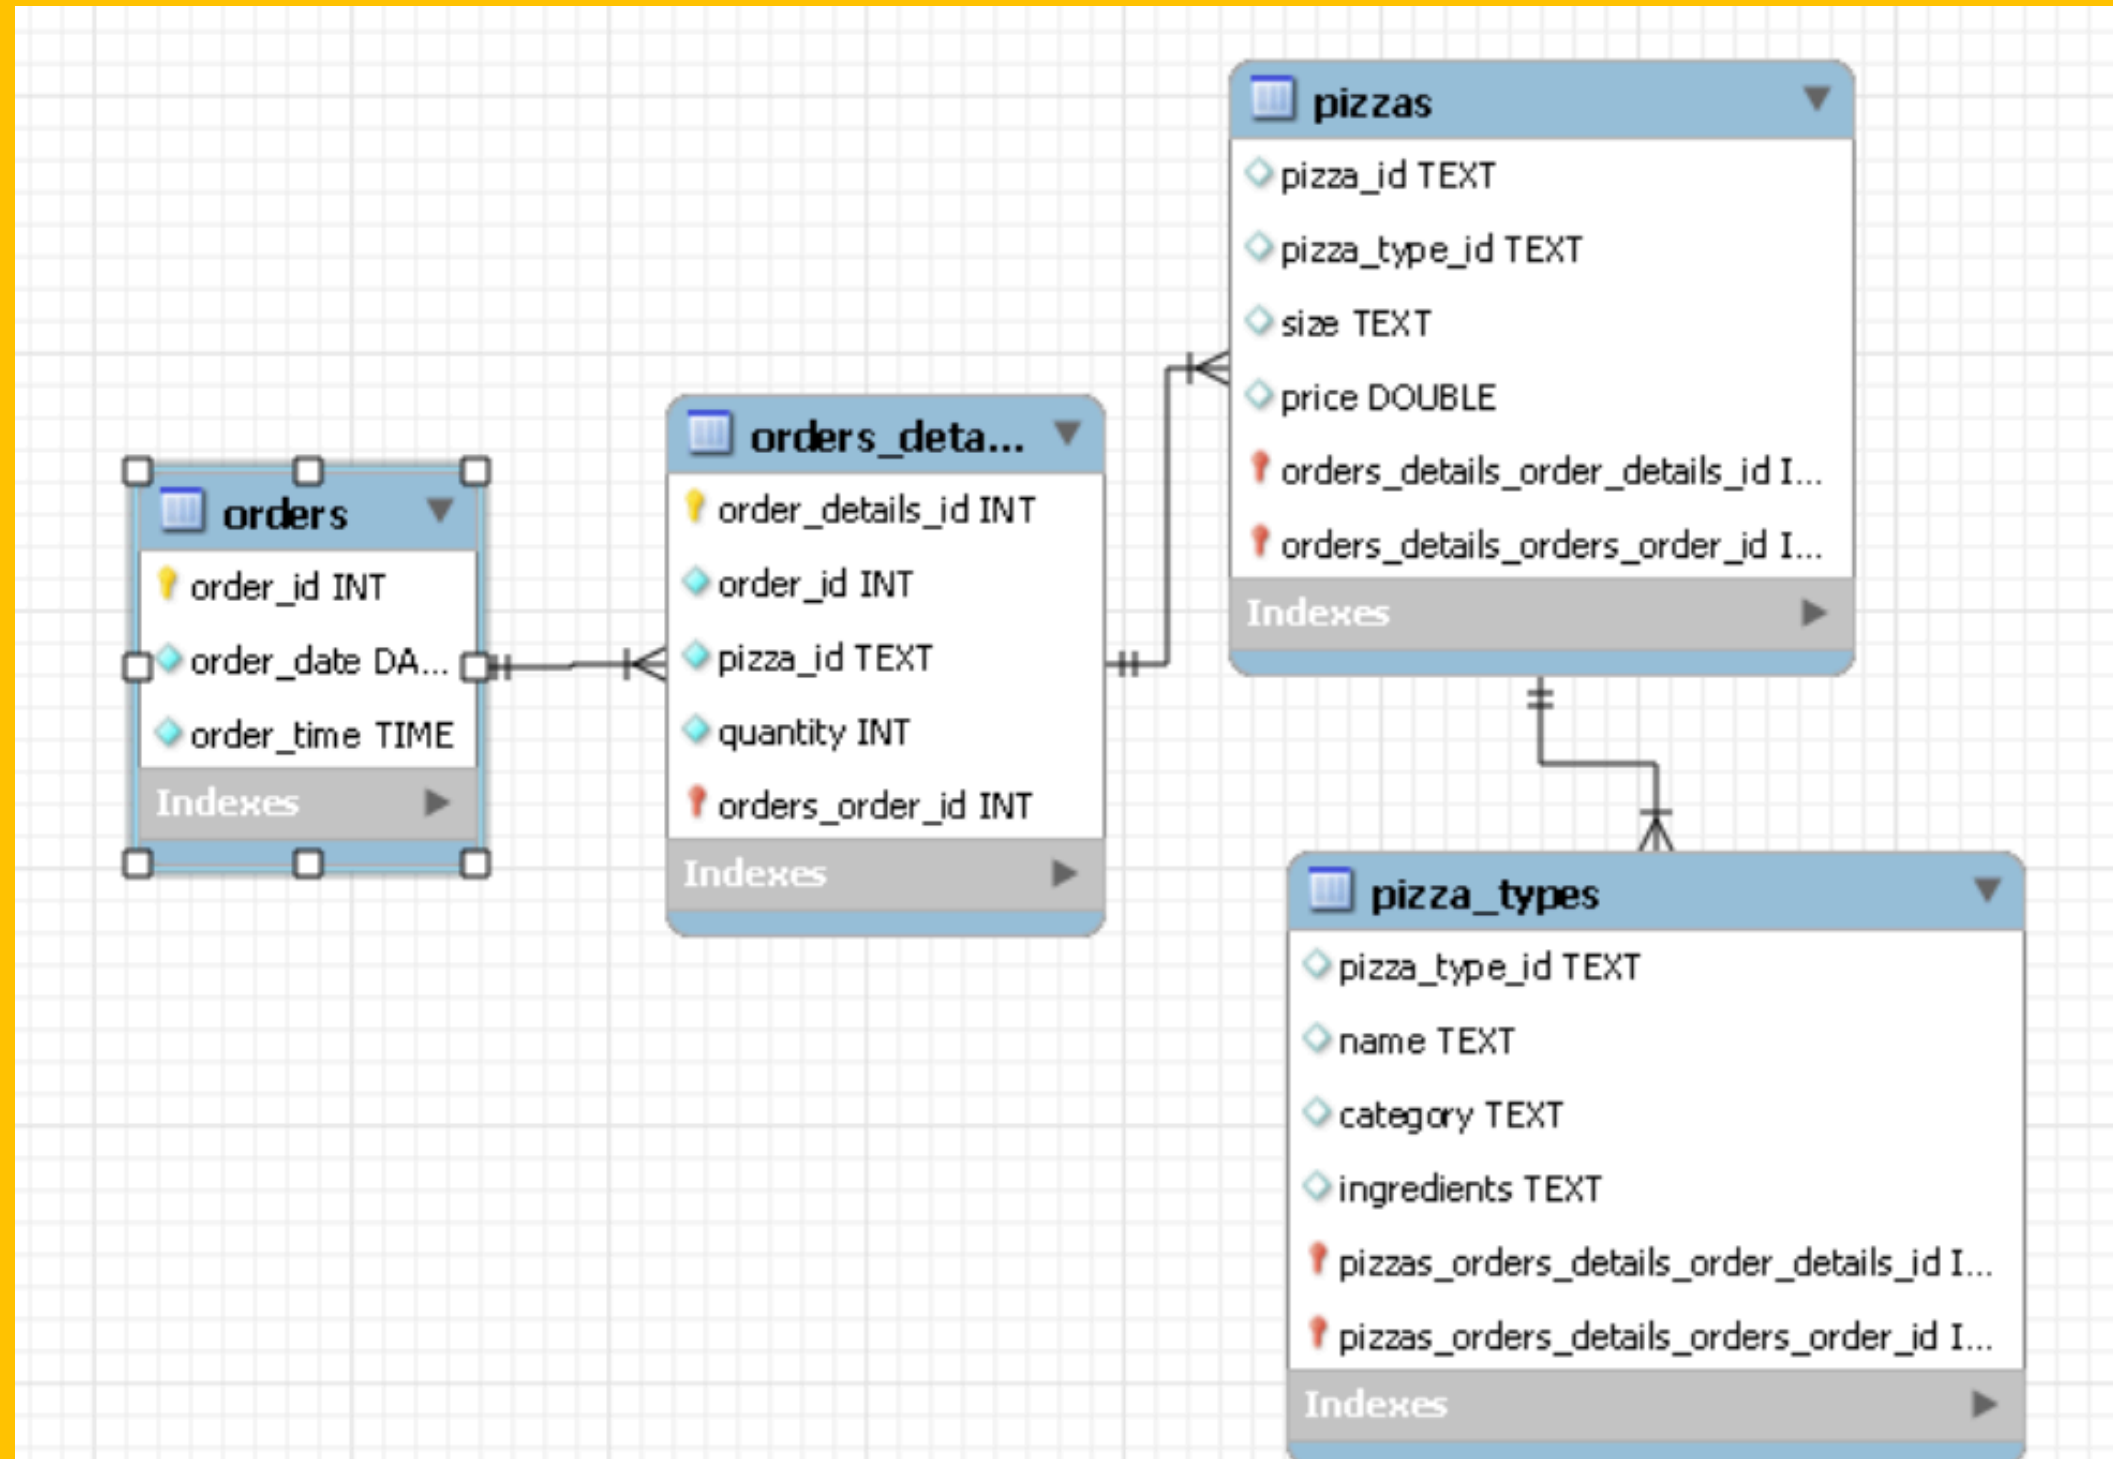 orders
order_id INT
order_date DA...
order_time TIME
Indexes
orders_deta...
order_details_id INT
order_id INT
pizza_id TEXT
quantity INT
orders_order_id INT
Indexes
pizzas
pizza_id TEXT
pizza_type_id TEXT
size TEXT
price DOUBLE
orders_details_order_details_id I...
orders_details_orders_order_id I...
Indexes
pizza_types
pizza_type_id TEXT
name TEXT
category TEXT
ingredients TEXT
pizzas_orders_details_order_details_id I...
pizzas_orders_details_orders_order_id I...
Indexes